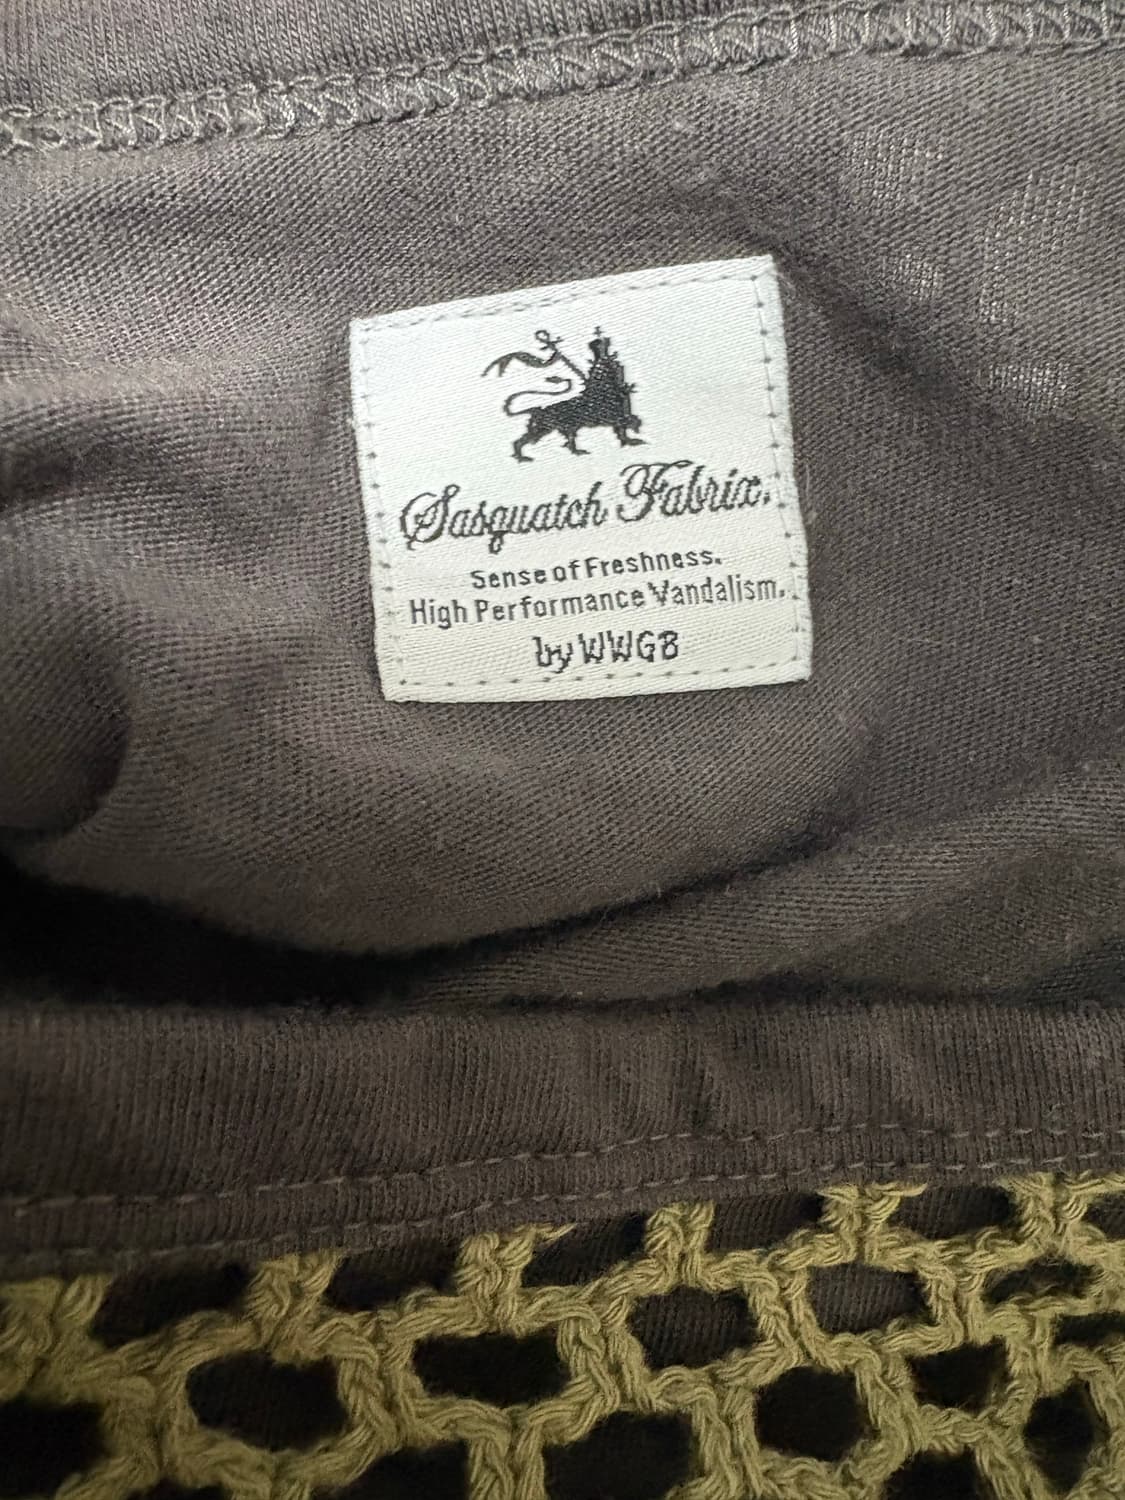 Sasquatch Fabrix.
Sense of Freshness.
High Performance Vandalism.
by WWGB